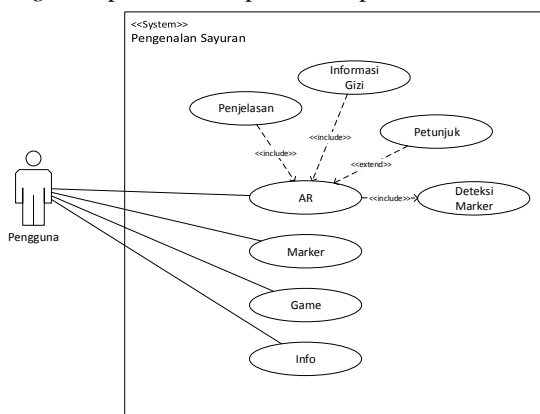 <<System>>
Pengenalan Sayuran
Informasi
Gizi
Penjelasan
Petunjuk
<<include>>
<<include>>
<<extend>>
AR
<<include>>
Deteksi
Marker
Pengguna
Marker
Game
Info